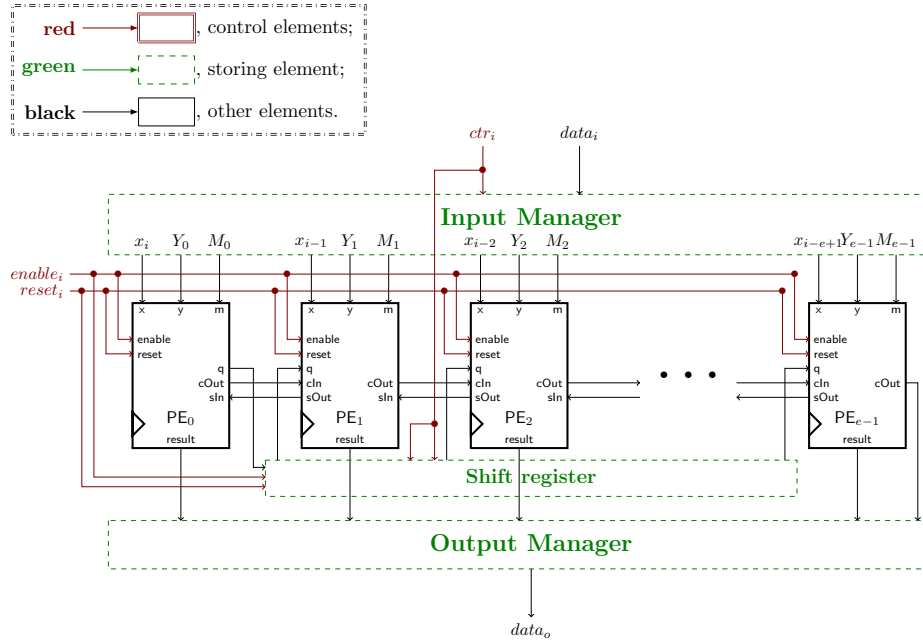 red , control elements;
green , storing element;
black , other elements.
ctr_i data_i
Input Manager
x_i Y_0 M_0 x_{i-1} Y_1 M_1 x_{i-2} Y_2 M_2 x_{i-e+1} Y_{e-1} M_{e-1}
enable_i
reset_i
x y m x y m x y m x y m
enable enable enable enable
reset reset reset reset
q q q q
cOut cIn cOut cIn cOut cIn cOut
sIn sOut sIn sOut sIn sOut
PE_0 PE_1 PE_2 PE_{e-1}
result result result result
Shift register
Output Manager
data_o